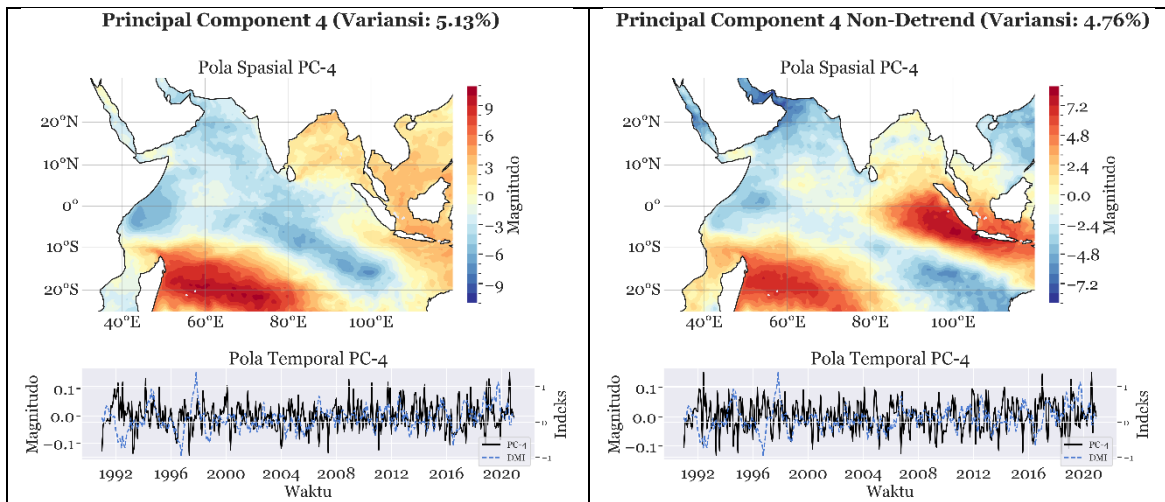 Principal Component 4 (Variansi: 5.13%)
Pola Spasial PC-4
20°N
10°N
0°
10°S
20°S
40°E 60°E 80°E 100°E
9
6
3
0
−3
−6
−9
Magnitudo
Pola Temporal PC-4
Magnitudo
0.1
0.0
−0.1
1
0
−1
Indeks
PC-4
DMI
1992 1996 2000 2004 2008 2012 2016 2020
Waktu
Principal Component 4 Non-Detrend (Variansi: 4.76%)
Pola Spasial PC-4
20°N
10°N
0°
10°S
20°S
40°E 60°E 80°E 100°E
7.2
4.8
2.4
0.0
−2.4
−4.8
−7.2
Magnitudo
Pola Temporal PC-4
Magnitudo
0.1
0.0
−0.1
1
0
−1
Indeks
PC-4
DMI
1992 1996 2000 2004 2008 2012 2016 2020
Waktu